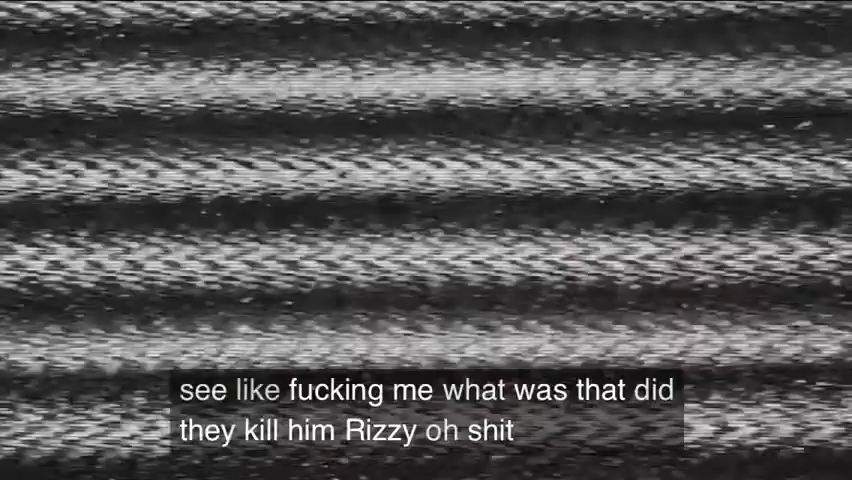 see like fucking me what was that did
they kill him Rizzy oh shit